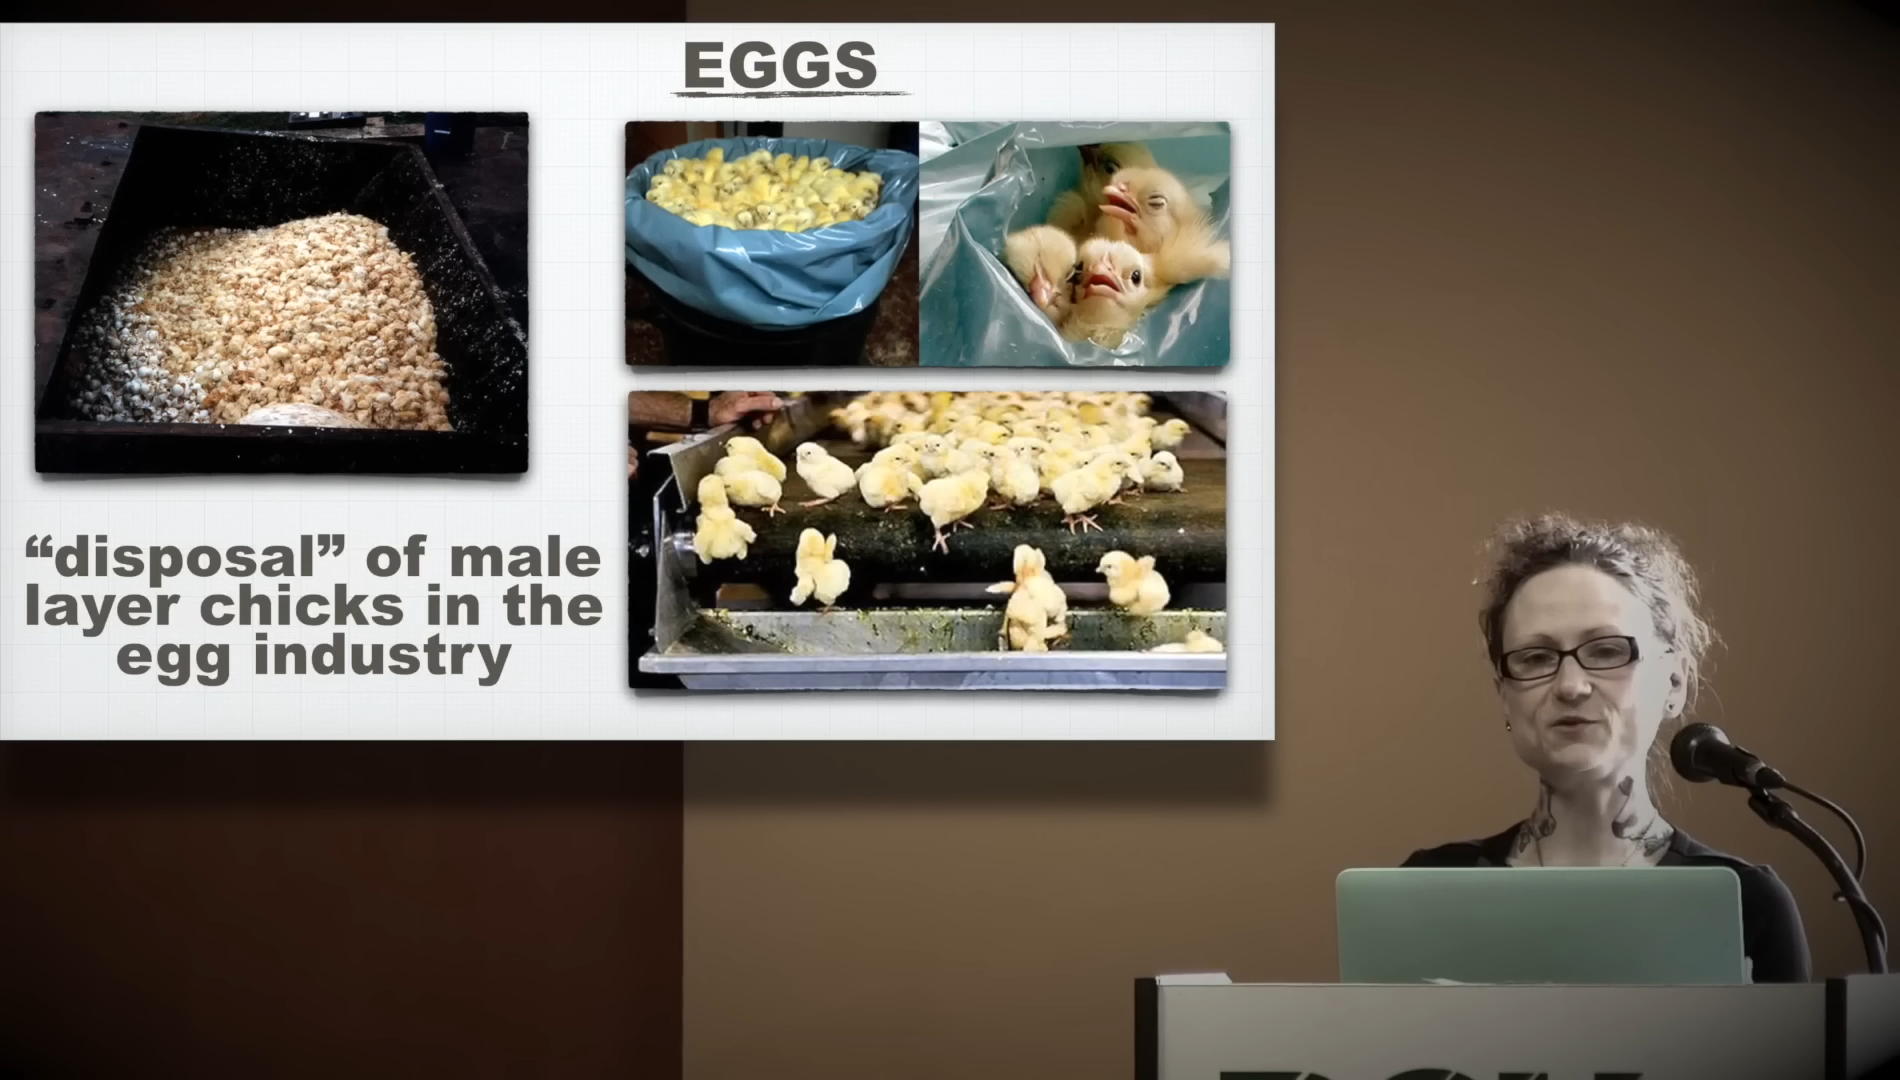 EGGS
“disposal” of male
layer chicks in the
egg industry